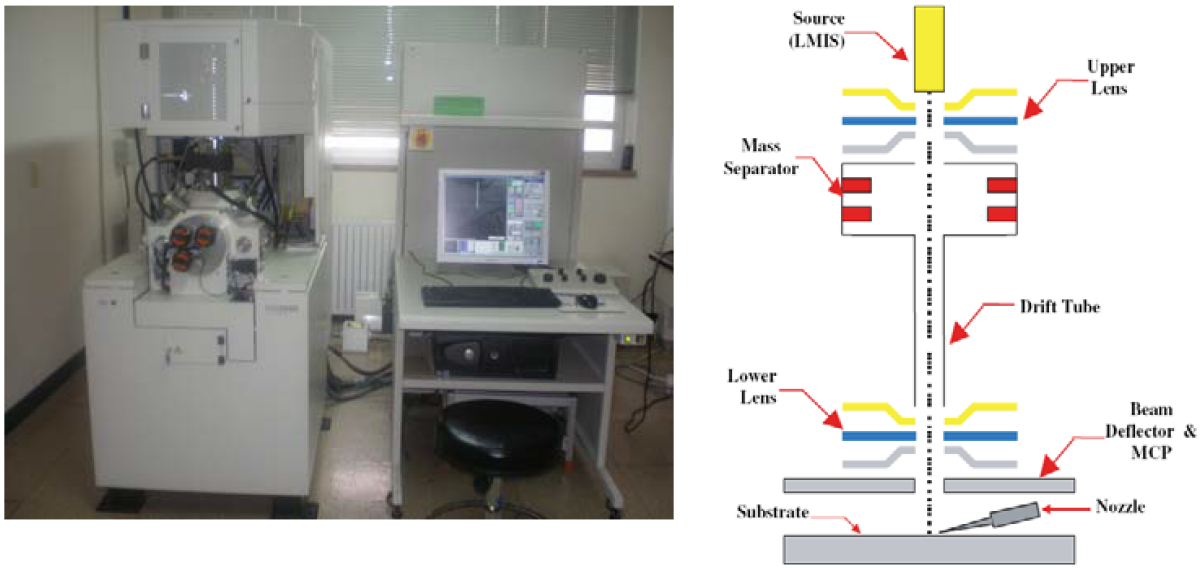 Source
(LMIS)
Upper
Lens
Mass
Separator
Drift Tube
Lower
Lens
Beam
Deflector &
MCP
Nozzle
Substrate